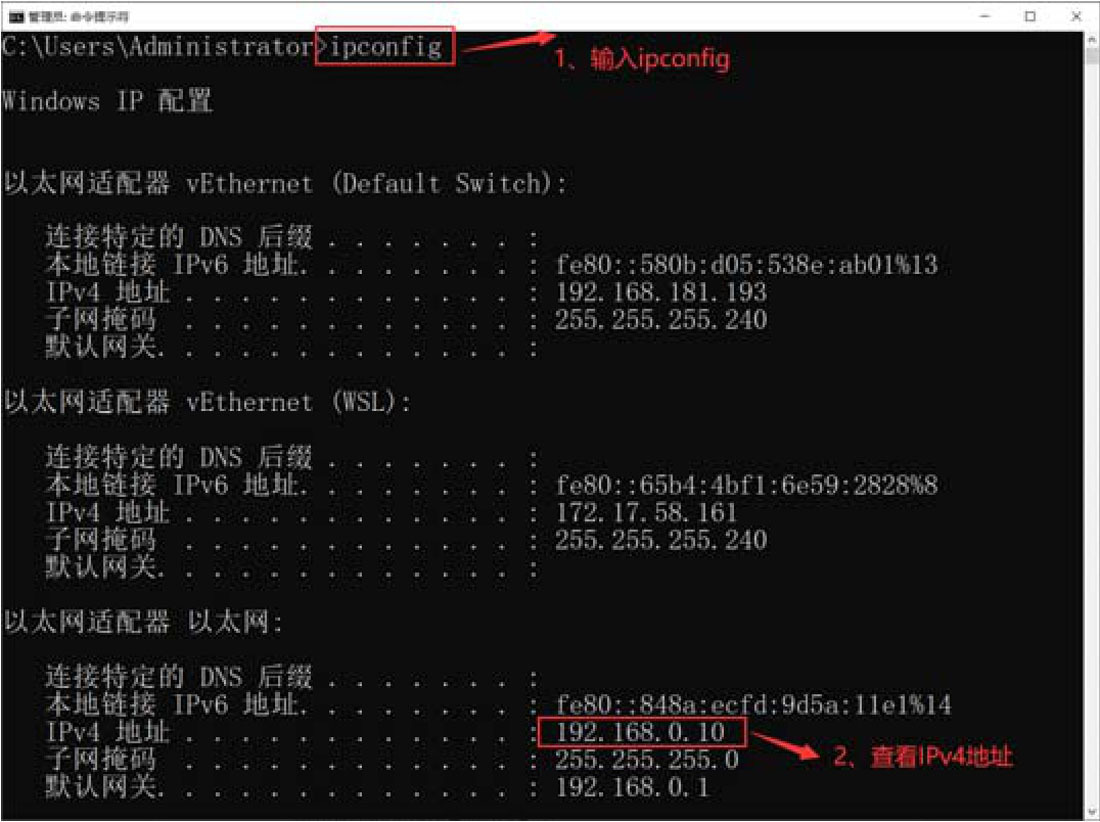 管理员: 命令提示符
C:\Users\Administrator>ipconfig
1、输入ipconfig
Windows IP 配置
以太网适配器 vEthernet (Default Switch):
连接特定的 DNS 后缀 . . . . . . . :
本地链接 IPv6 地址. . . . . . . . : fe80::580b:d05:538e:ab01%13
IPv4 地址 . . . . . . . . . . . . : 192.168.181.193
子网掩码 . . . . . . . . . . . . : 255.255.255.240
默认网关. . . . . . . . . . . . . :
以太网适配器 vEthernet (WSL):
连接特定的 DNS 后缀 . . . . . . . :
本地链接 IPv6 地址. . . . . . . . : fe80::65b4:4bf1:6e59:2828%8
IPv4 地址 . . . . . . . . . . . . : 172.17.58.161
子网掩码 . . . . . . . . . . . . : 255.255.255.240
默认网关. . . . . . . . . . . . . :
以太网适配器 以太网:
连接特定的 DNS 后缀 . . . . . . . :
本地链接 IPv6 地址. . . . . . . . : fe80::848a:ecfd:9d5a:11e1%14
IPv4 地址 . . . . . . . . . . . . : 192.168.0.10
子网掩码 . . . . . . . . . . . . : 255.255.255.0
2、查看IPv4地址
默认网关. . . . . . . . . . . . . : 192.168.0.1